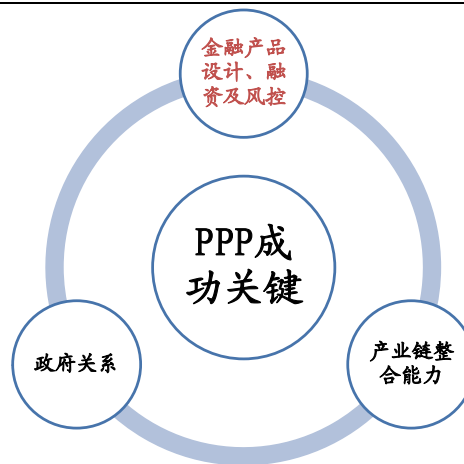 金融产品
设计、融
资及风控
PPP成
功关键
政府关系
产业链整
合能力